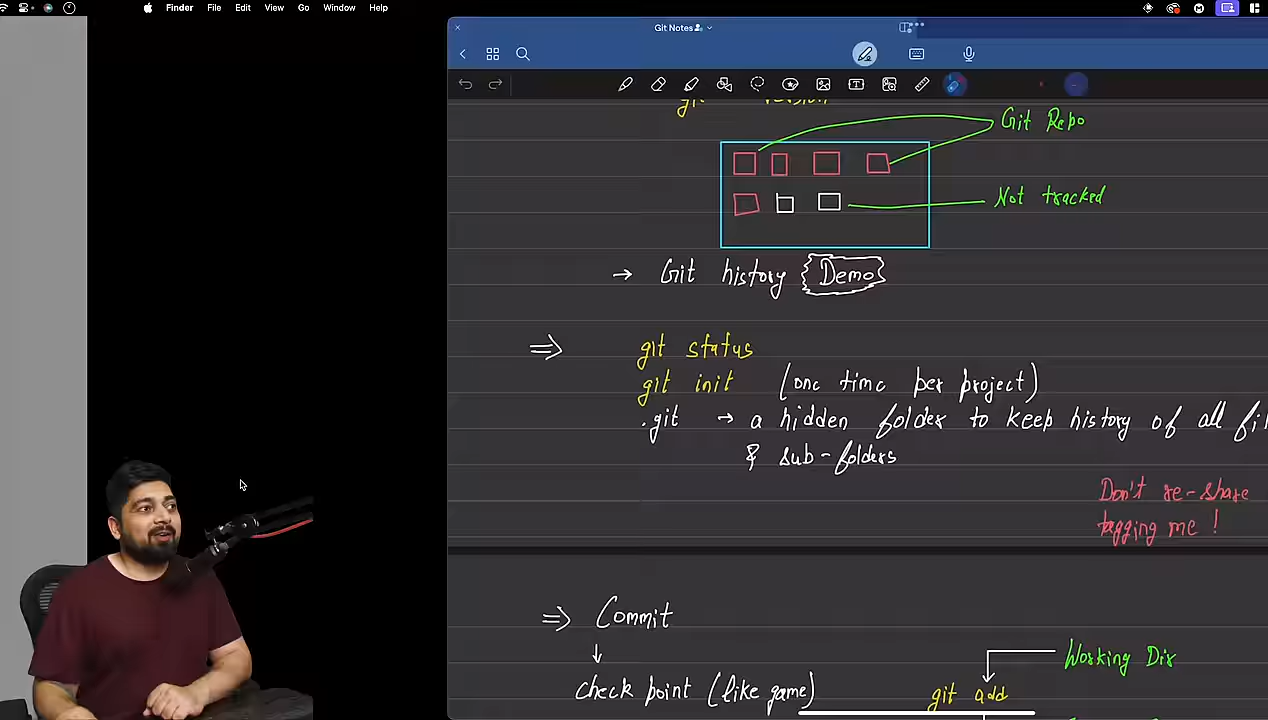 Finder File Edit View Go Window Help
Git Notes
Git Repo
Not tracked
→ Git history Demo
⇒ git status
git init (one time per project)
.git → a hidden folder to keep history of all
& sub-folders
Don't re-share
tagging me !
⇒ Commit
↓
check point (like game)
Working Dir
git add